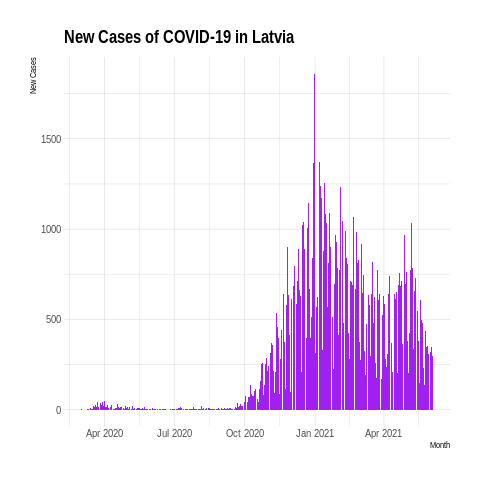 New Cases of COVID-19 in Latvia
New Cases
1500
1000
500
0
Apr 2020 Jul 2020 Oct 2020 Jan 2021 Apr 2021
Month